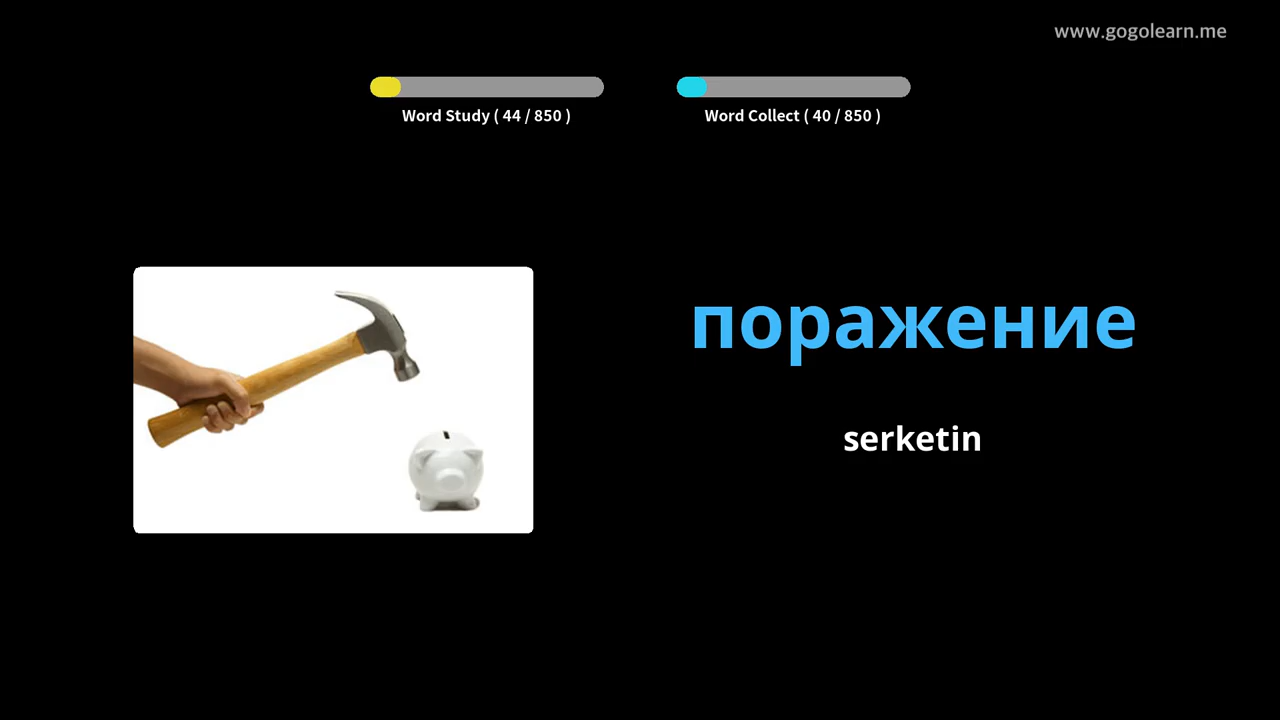 www.gogolearn.me
Word Study ( 44 / 850 )
Word Collect ( 40 / 850 )
поражение
serketin